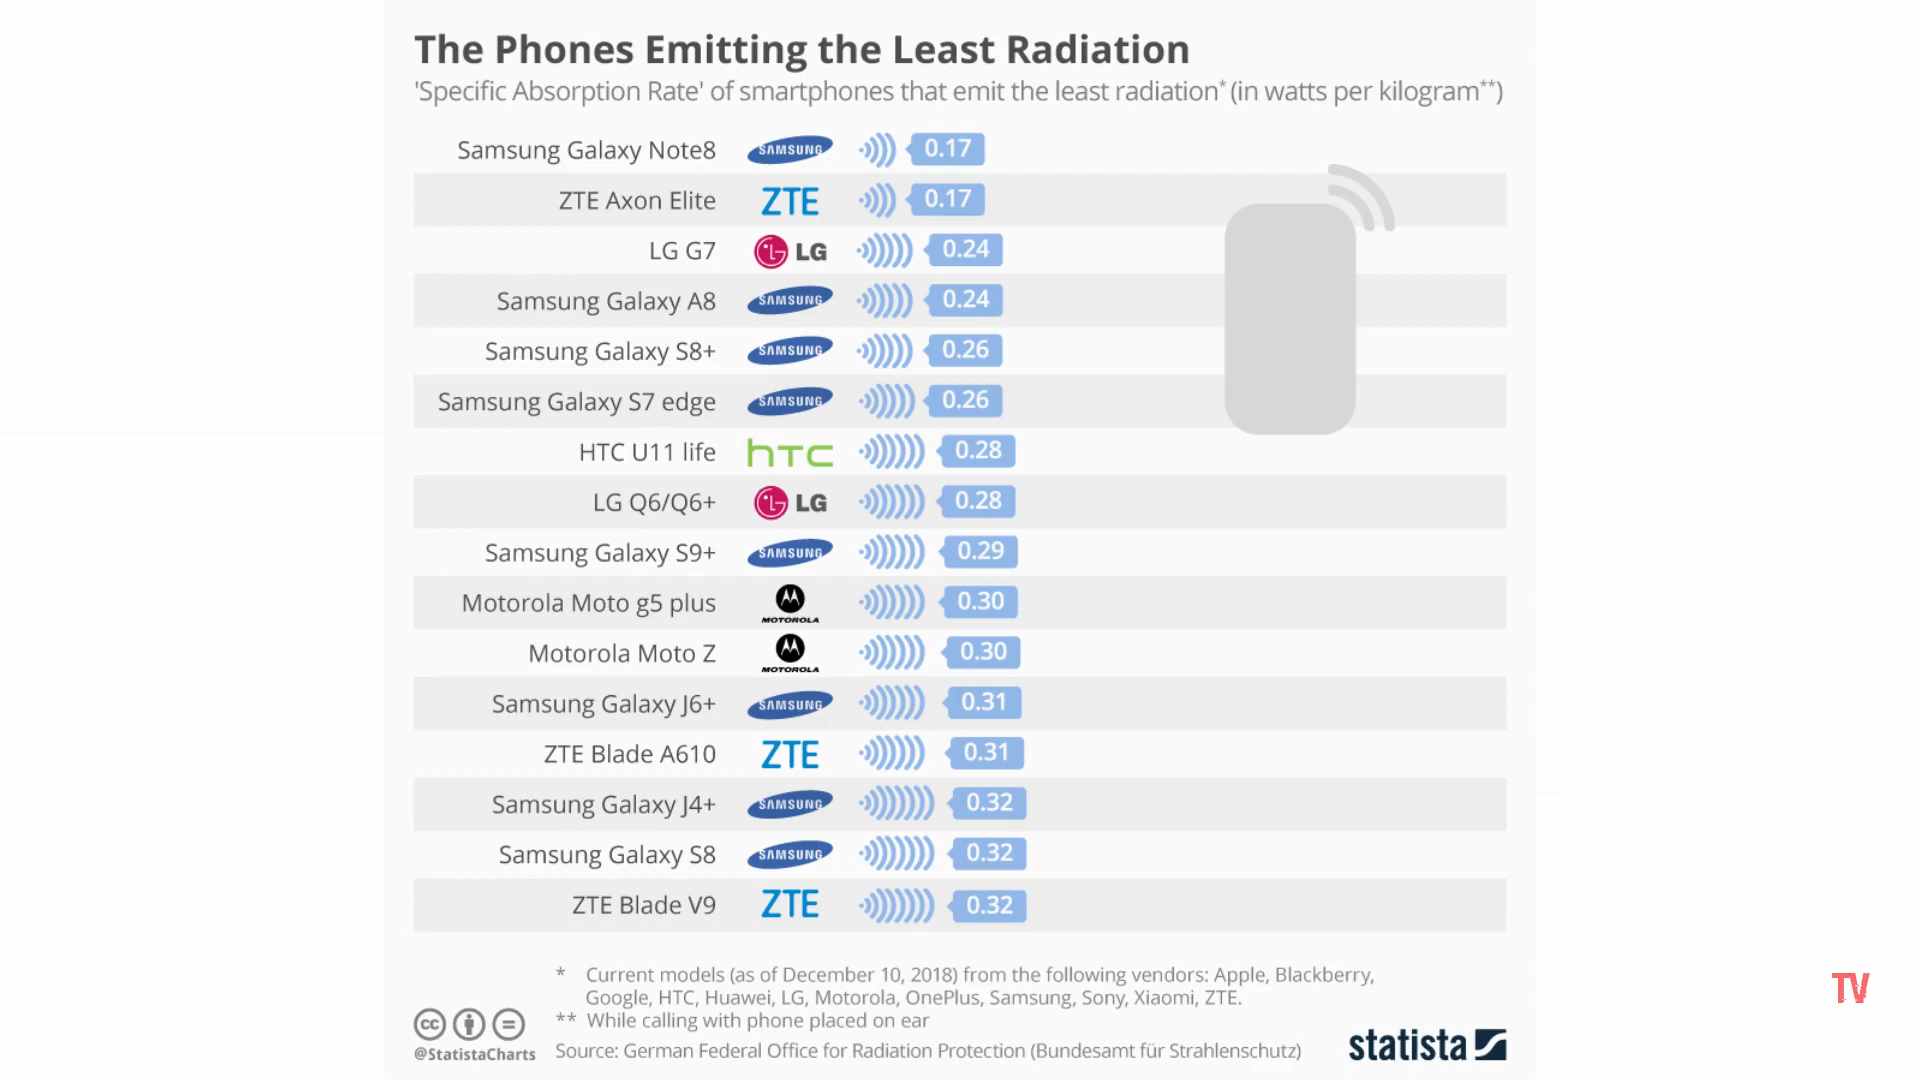 The Phones Emitting the Least Radiation
'Specific Absorption Rate' of smartphones that emit the least radiation* (in watts per kilogram**)
Samsung Galaxy Note8 SAMSUNG 0.17
ZTE Axon Elite ZTE 0.17
LG G7 LG 0.24
Samsung Galaxy A8 SAMSUNG 0.24
Samsung Galaxy S8+ SAMSUNG 0.26
Samsung Galaxy S7 edge SAMSUNG 0.26
HTC U11 life hTC 0.28
LG Q6/Q6+ LG 0.28
Samsung Galaxy S9+ SAMSUNG 0.29
Motorola Moto g5 plus MOTOROLA 0.30
Motorola Moto Z MOTOROLA 0.30
Samsung Galaxy J6+ SAMSUNG 0.31
ZTE Blade A610 ZTE 0.31
Samsung Galaxy J4+ SAMSUNG 0.32
Samsung Galaxy S8 SAMSUNG 0.32
ZTE Blade V9 ZTE 0.32
* Current models (as of December 10, 2018) from the following vendors: Apple, Blackberry,
Google, HTC, Huawei, LG, Motorola, OnePlus, Samsung, Sony, Xiaomi, ZTE.
** While calling with phone placed on ear
Source: German Federal Office for Radiation Protection (Bundesamt für Strahlenschutz)
cc
@StatistaCharts
statista
TV